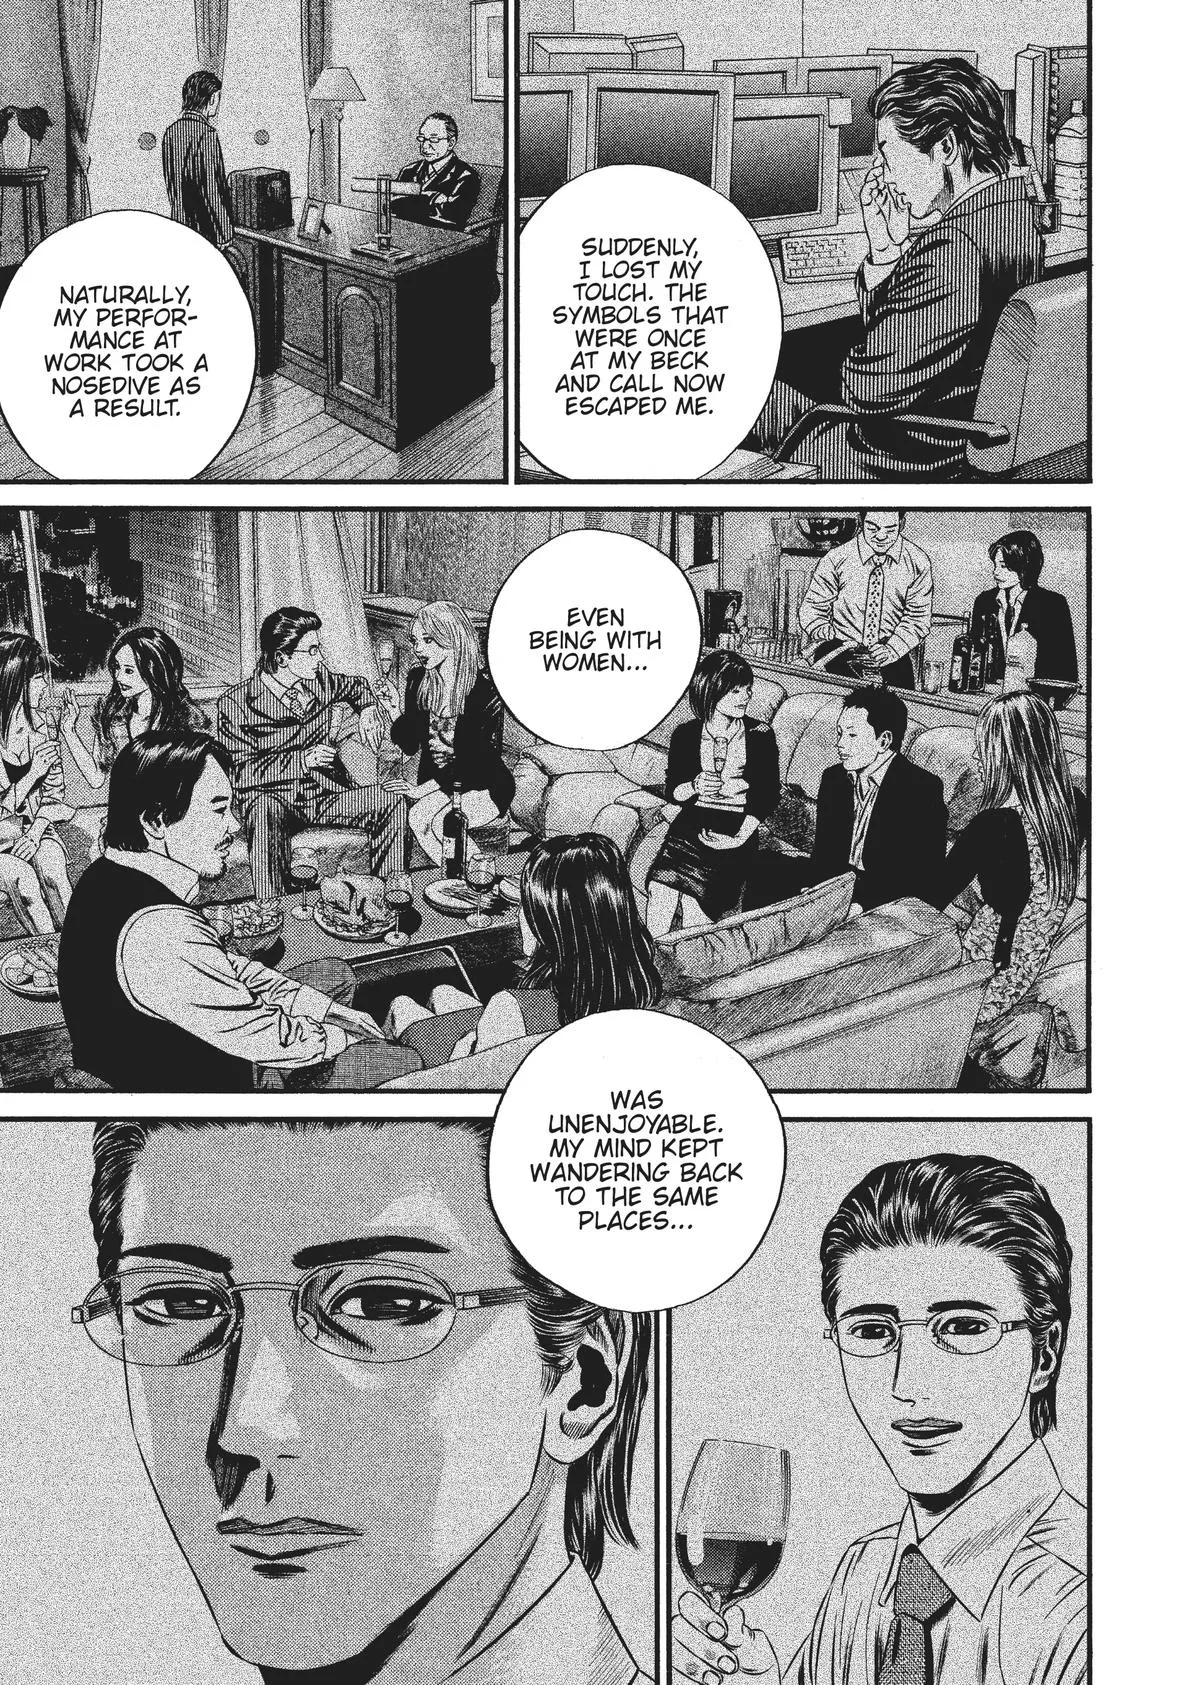 SUDDENLY,
I LOST MY
TOUCH. THE
SYMBOLS THAT
WERE ONCE
AT MY BECK
AND CALL NOW
ESCAPED ME.
NATURALLY,
MY PERFOR-
MANCE AT
WORK TOOK A
NOSEDIVE AS
A RESULT.
EVEN
BEING WITH
WOMEN...
WAS
UNENJOYABLE.
MY MIND KEPT
WANDERING BACK
TO THE SAME
PLACES...